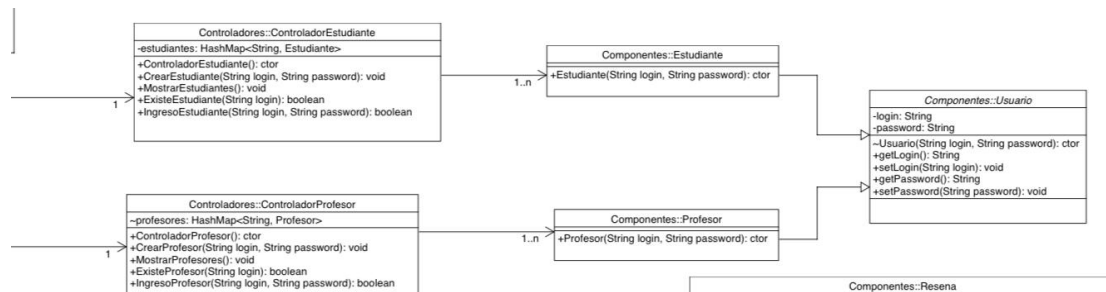 Controladores::ControladorEstudiante
-estudiantes: HashMap<String, Estudiante>
+ControladorEstudiante(): ctor
+CrearEstudiante(String login, String password): void
+MostrarEstudiantes(): void
+ExisteEstudiante(String login): boolean
+IngresoEstudiante(String login, String password): boolean
1
1..n
Componentes::Estudiante
+Estudiante(String login, String password): ctor
Componentes::Usuario
-login: String
-password: String
~Usuario(String login, String password): ctor
+getLogin(): String
+setLogin(String login): void
+getPassword(): String
+setPassword(String password): void
Controladores::ControladorProfesor
~profesores: HashMap<String, Profesor>
+ControladorProfesor(): ctor
+CrearProfesor(String login, String password): void
+MostrarProfesores(): void
+ExisteProfesor(String login): boolean
+IngresoProfesor(String login, String password): boolean
1
1..n
Componentes::Profesor
+Profesor(String login, String password): ctor
Componentes::Resena